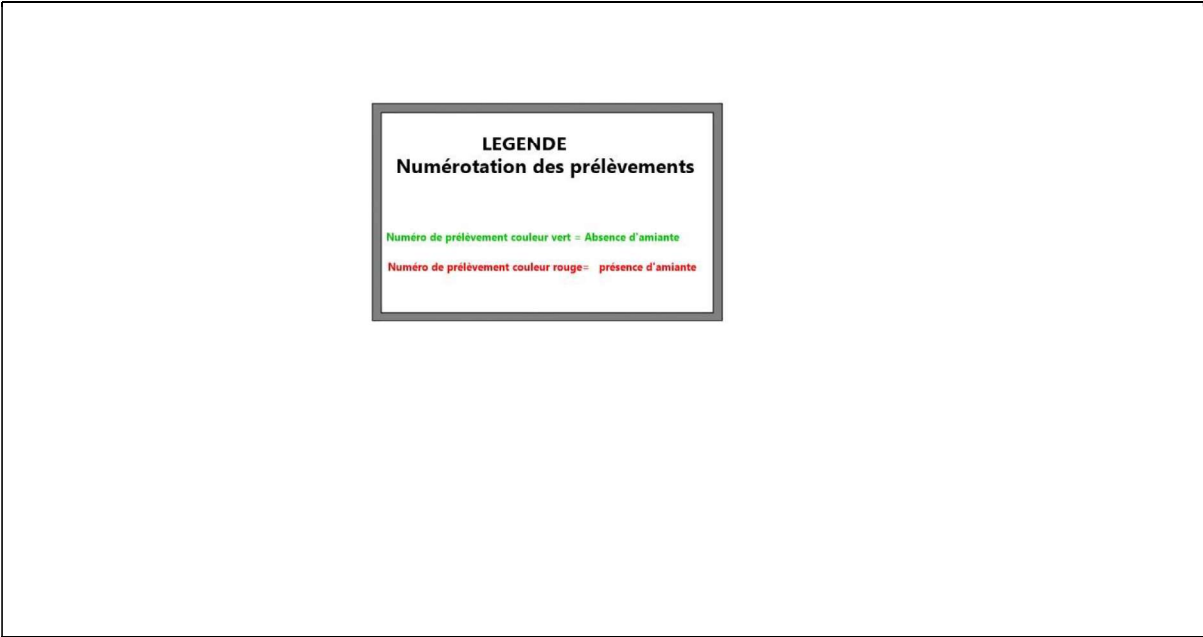 LEGENDE
Numérotation des prélèvements
Numéro de prélèvement couleur vert = Absence d'amiante
Numéro de prélèvement couleur rouge= présence d'amiante